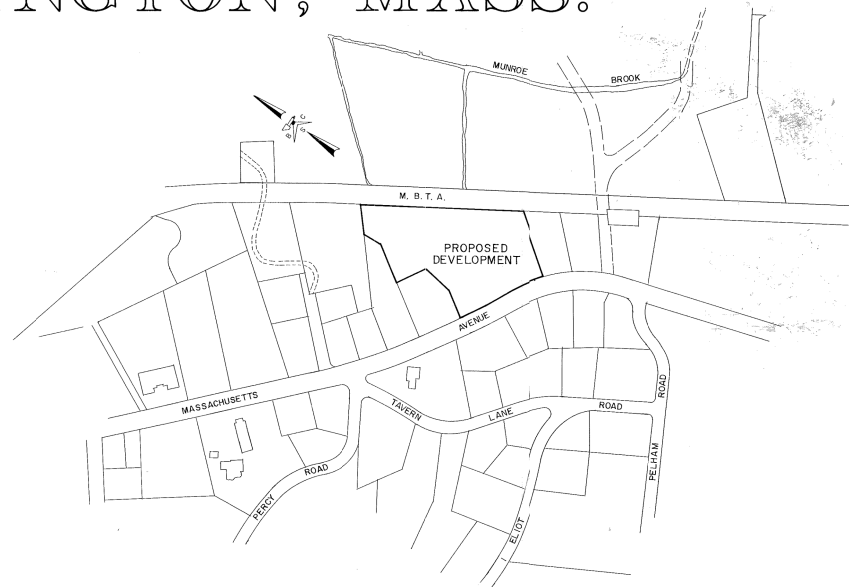 NGTON, MASS.
MUNROE BROOK
M. B. T. A.
PROPOSED
DEVELOPMENT
MASSACHUSETTS AVENUE
TAVERN LANE
ROAD
PELHAM ROAD
PERCY ROAD
ELIOT